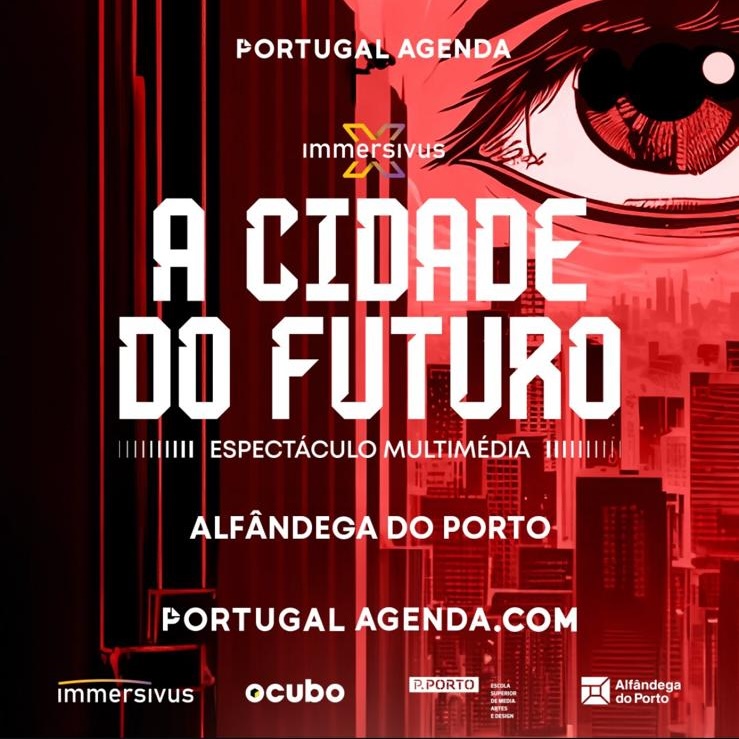 PORTUGAL AGENDA
immersivus
X
A CIDADE
DO FUTURO
ESPECTÁCULO MULTIMÉDIA
ALFÂNDEGA DO PORTO
PORTUGAL AGENDA.COM
immersivus
ocubo
P.PORTO
ESCOLA
SUPERIOR
DE MEDIA
ARTES
E DESIGN
Alfândega
do Porto